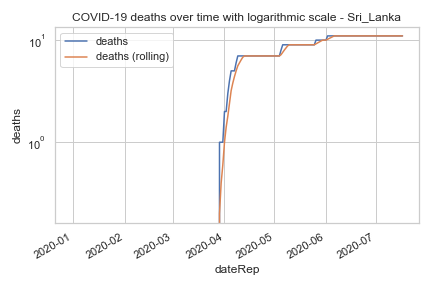 COVID-19 deaths over time with logarithmic scale - Sri_Lanka
deaths
deaths (rolling)
10¹
10⁰
deaths
2020-01
2020-02
2020-03
2020-04
2020-05
2020-06
2020-07
dateRep